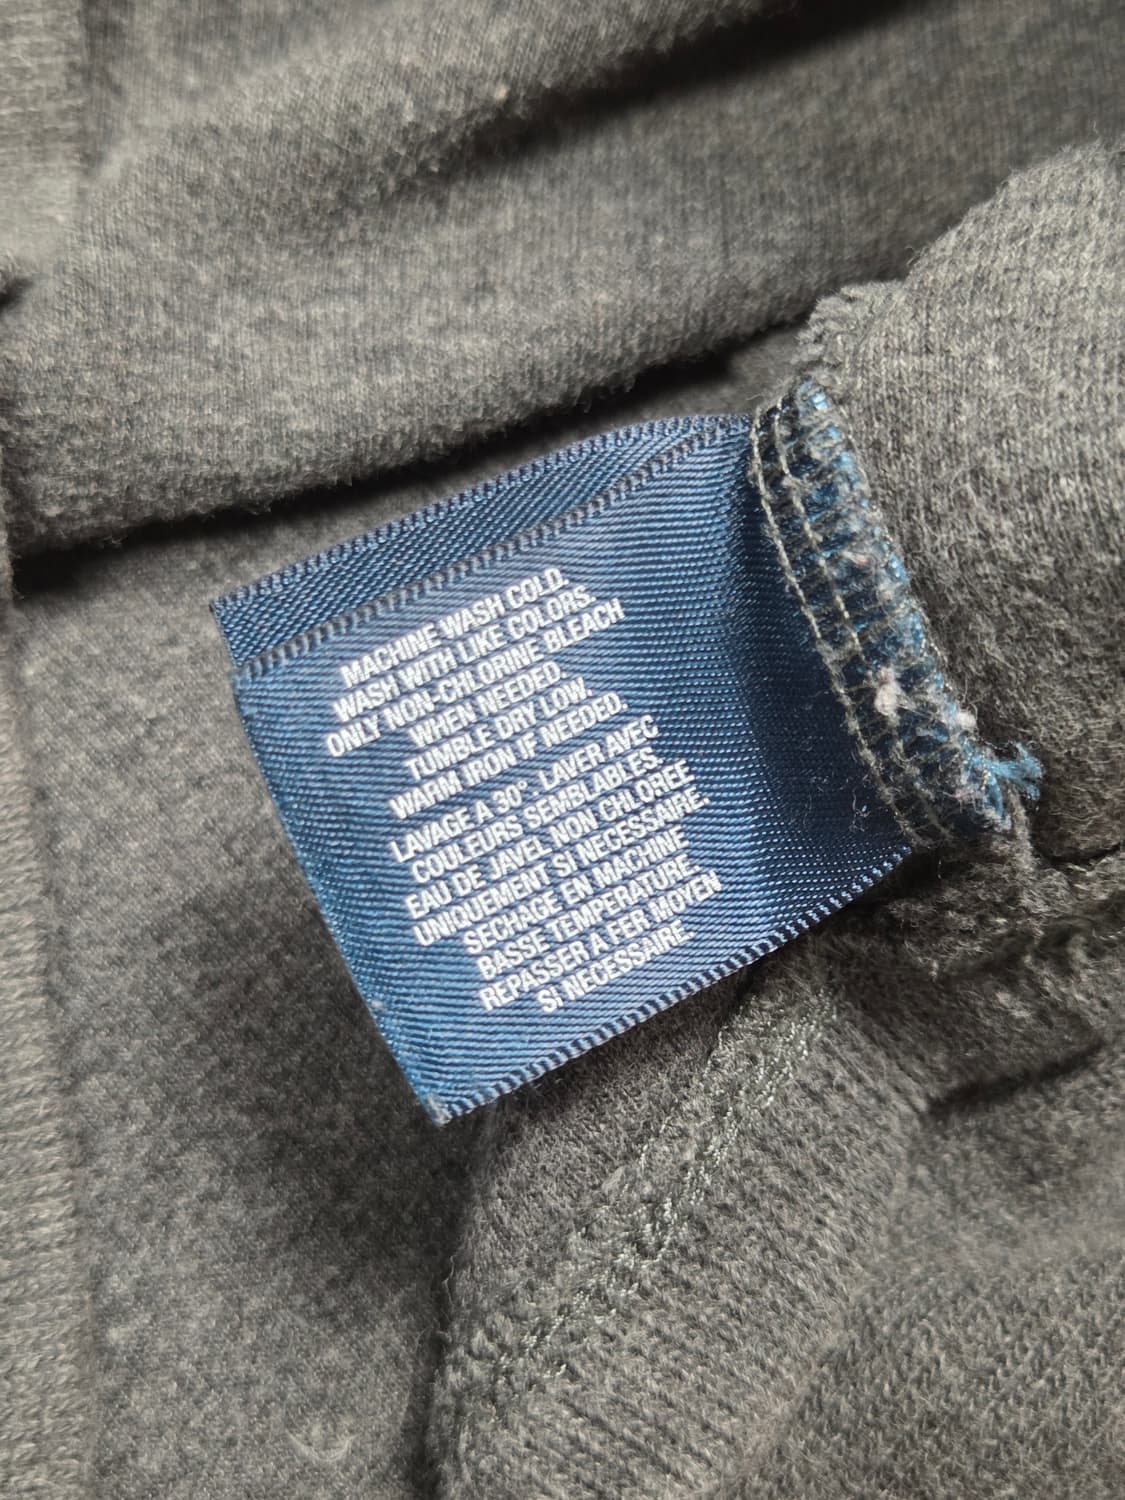 MACHINE WASH COLD.
WASH WITH LIKE COLORS.
ONLY NON-CHLORINE BLEACH
WHEN NEEDED.
TUMBLE DRY LOW.
WARM IRON IF NEEDED.
LAVAGE A 30° LAVER AVEC
COULEURS SEMBLABLES.
EAU DE JAVEL NON CHLOREE
UNIQUEMENT SI NECESSAIRE.
SECHAGE EN MACHINE
BASSE TEMPERATURE
REPASSER A FER MOYEN
SI NECESSAIRE.